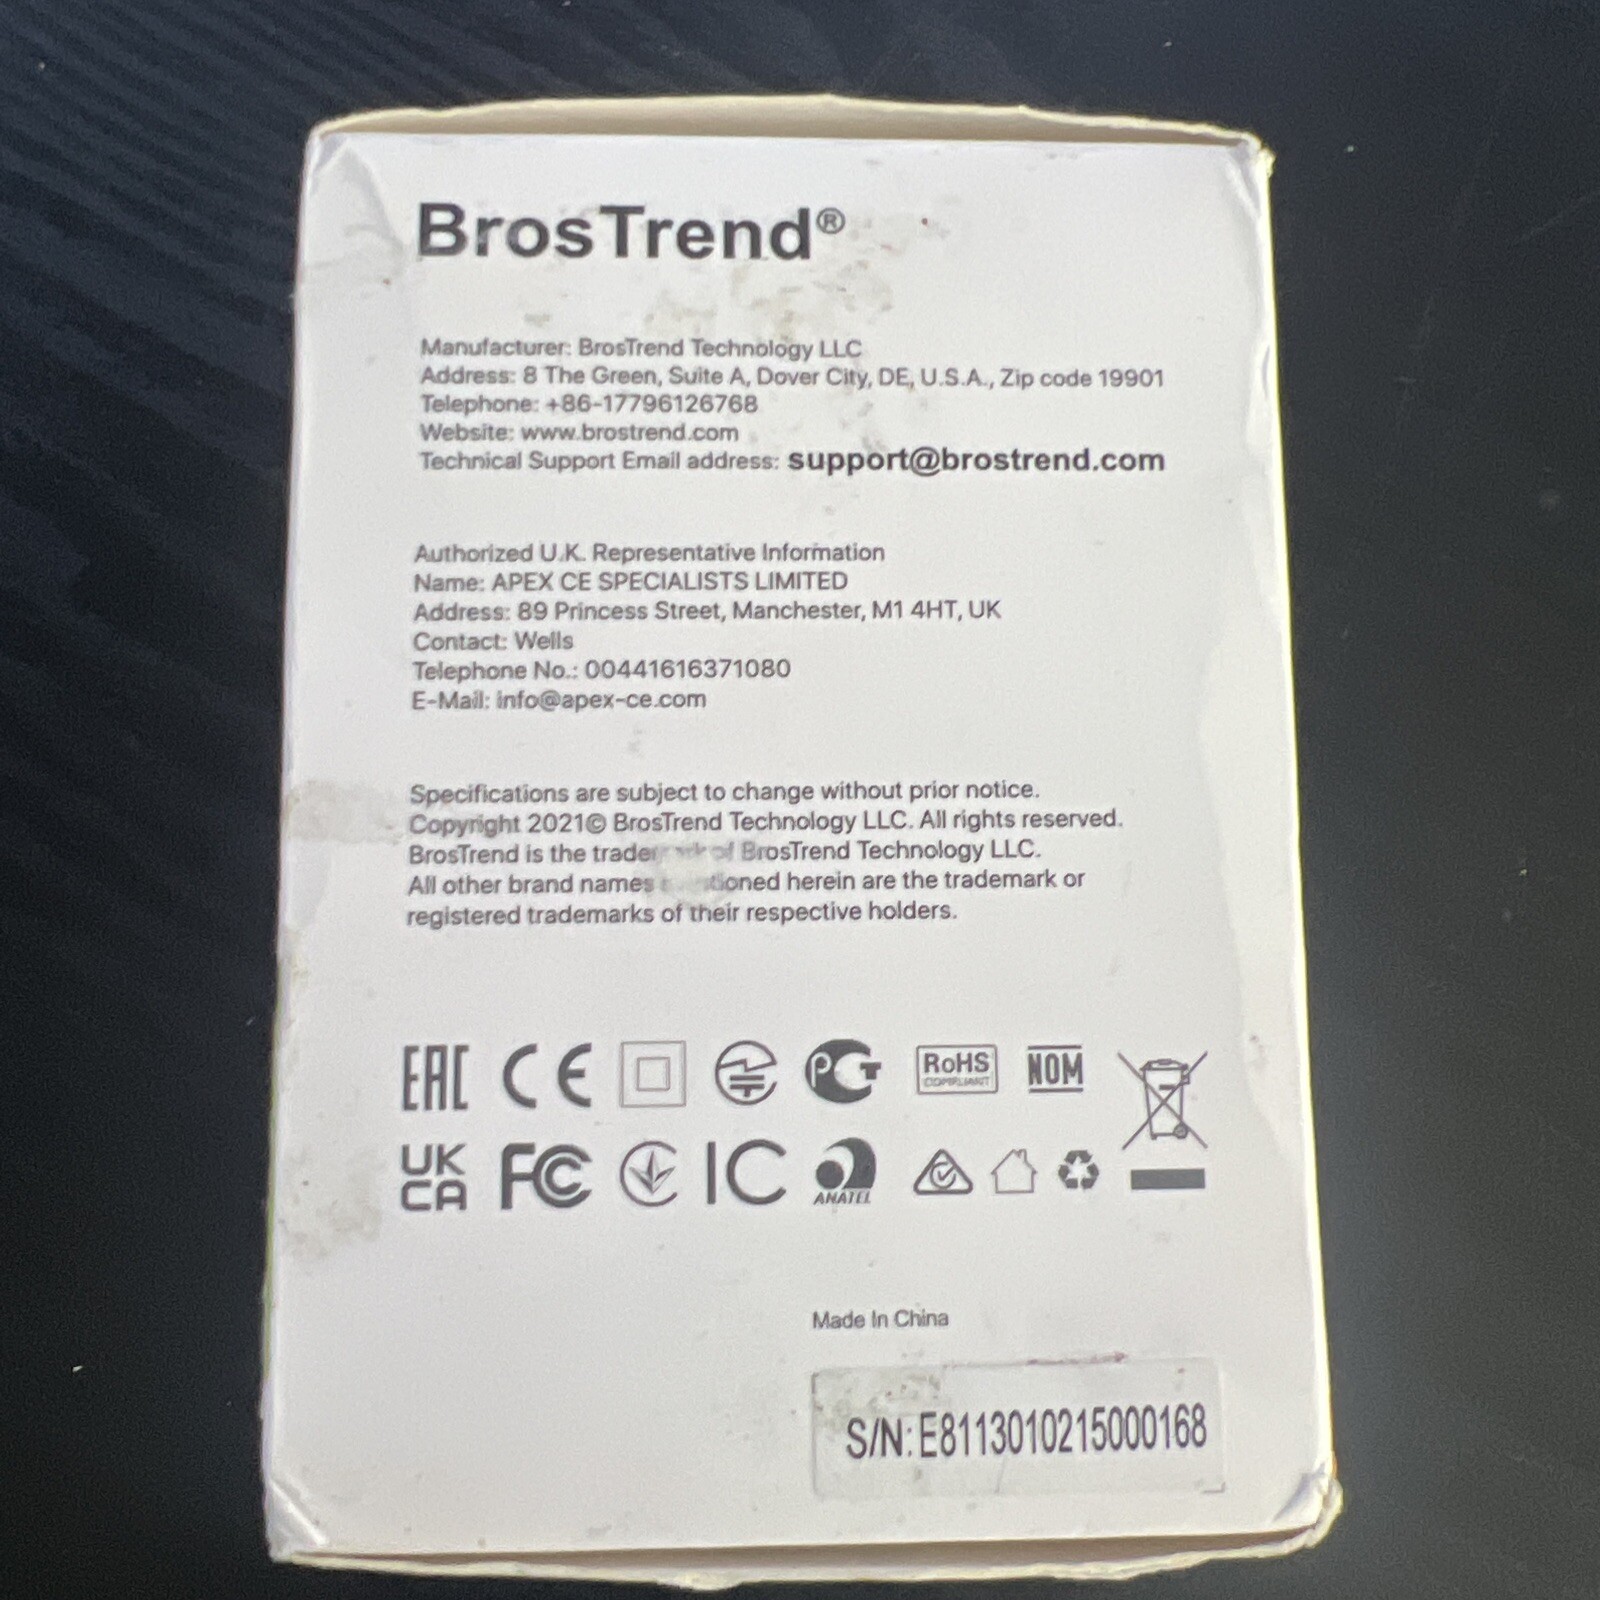 BrosTrend®
Manufacturer: BrosTrend Technology LLC
Address: 8 The Green, Suite A, Dover City, DE, U.S.A., Zip code 19901
Telephone: +86-17796126768
Website: www.brostrend.com
Technical Support Email address: support@brostrend.com
Authorized U.K. Representative Information
Name: APEX CE SPECIALISTS LIMITED
Address: 89 Princess Street, Manchester, M1 4HT, UK
Contact: Wells
Telephone No.: 00441616371080
E-Mail: info@apex-ce.com
Specifications are subject to change without prior notice.
Copyright 2021© BrosTrend Technology LLC. All rights reserved.
BrosTrend is the trademark of BrosTrend Technology LLC.
All other brand names mentioned herein are the trademark or
registered trademarks of their respective holders.
EAC CE PCT RoHS COMPLIANT NOM
UK CA FC IC ANATEL
Made In China
S/N: E8113010215000168